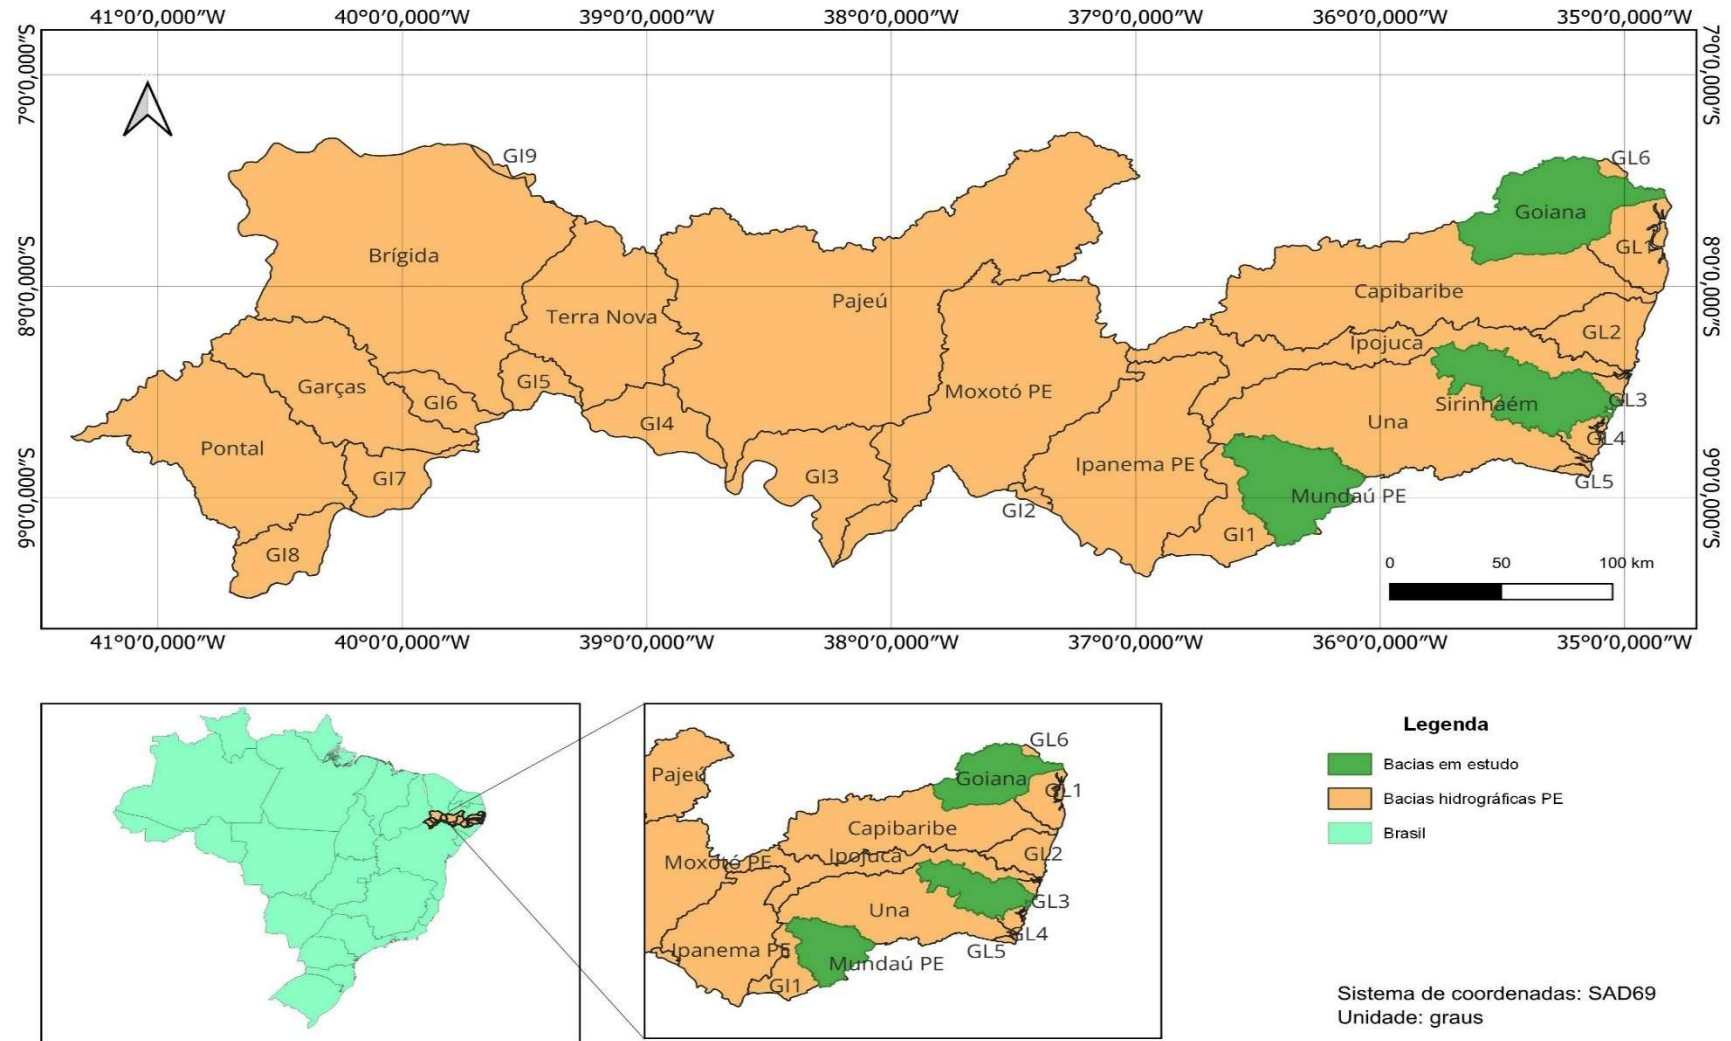 41°0'0,000"W 40°0'0,000"W 39°0'0,000"W 38°0'0,000"W 37°0'0,000"W 36°0'0,000"W 35°0'0,000"W
7°0'0,000"S 8°0'0,000"S 9°0'0,000"S
7°0'0,000"S 8°0'0,000"S 9°0'0,000"S
GI9
GL6
Goiana
Brígida
GL1
Pajeú
Capibaribe
Terra Nova
GL2
Ipojuca
GI5
Garças
Moxotó PE
GI6
Sirinhaém
GL3
GI4
Una
GL4
Pontal
Ipanema PE
GI3
GI7
GL5
Mundaú PE
GI2
GI1
GI8
0 50 100 km
41°0'0,000"W 40°0'0,000"W 39°0'0,000"W 38°0'0,000"W 37°0'0,000"W 36°0'0,000"W 35°0'0,000"W
GL6
Pajeú
Goiana
GL1
Capibaribe
Ipojuca
GL2
Moxotó PE
GL3
Una
GL4
Ipanema PE
GL5
Mundaú PE
GI1
Legenda
Bacias em estudo
Bacias hidrográficas PE
Brasil
Sistema de coordenadas: SAD69
Unidade: graus